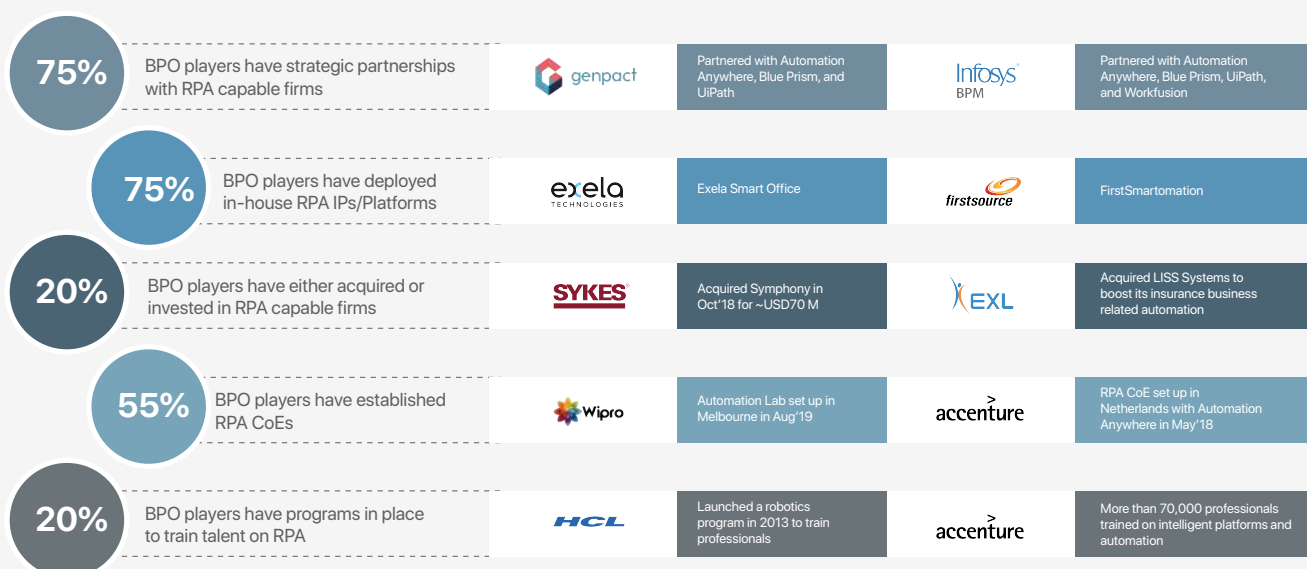 75%
BPO players have strategic partnerships
with RPA capable firms
genpact
Partnered with Automation
Anywhere, Blue Prism, and
UiPath
Infosys®
BPM
Partnered with Automation
Anywhere, Blue Prism, UiPath,
and Workfusion
75%
BPO players have deployed
in-house RPA IPs/Platforms
exela
TECHNOLOGIES
Exela Smart Office
firstsource
FirstSmartomation
20%
BPO players have either acquired or
invested in RPA capable firms
SYKES®
Acquired Symphony in
Oct'18 for ~USD70 M
EXL
Acquired LISS Systems to
boost its insurance business
related automation
55%
BPO players have established
RPA CoEs
Wipro
Automation Lab set up in
Melbourne in Aug'19
accenture
RPA CoE set up in
Netherlands with Automation
Anywhere in May'18
20%
BPO players have programs in place
to train talent on RPA
HCL
Launched a robotics
program in 2013 to train
professionals
accenture
More than 70,000 professionals
trained on intelligent platforms and
automation